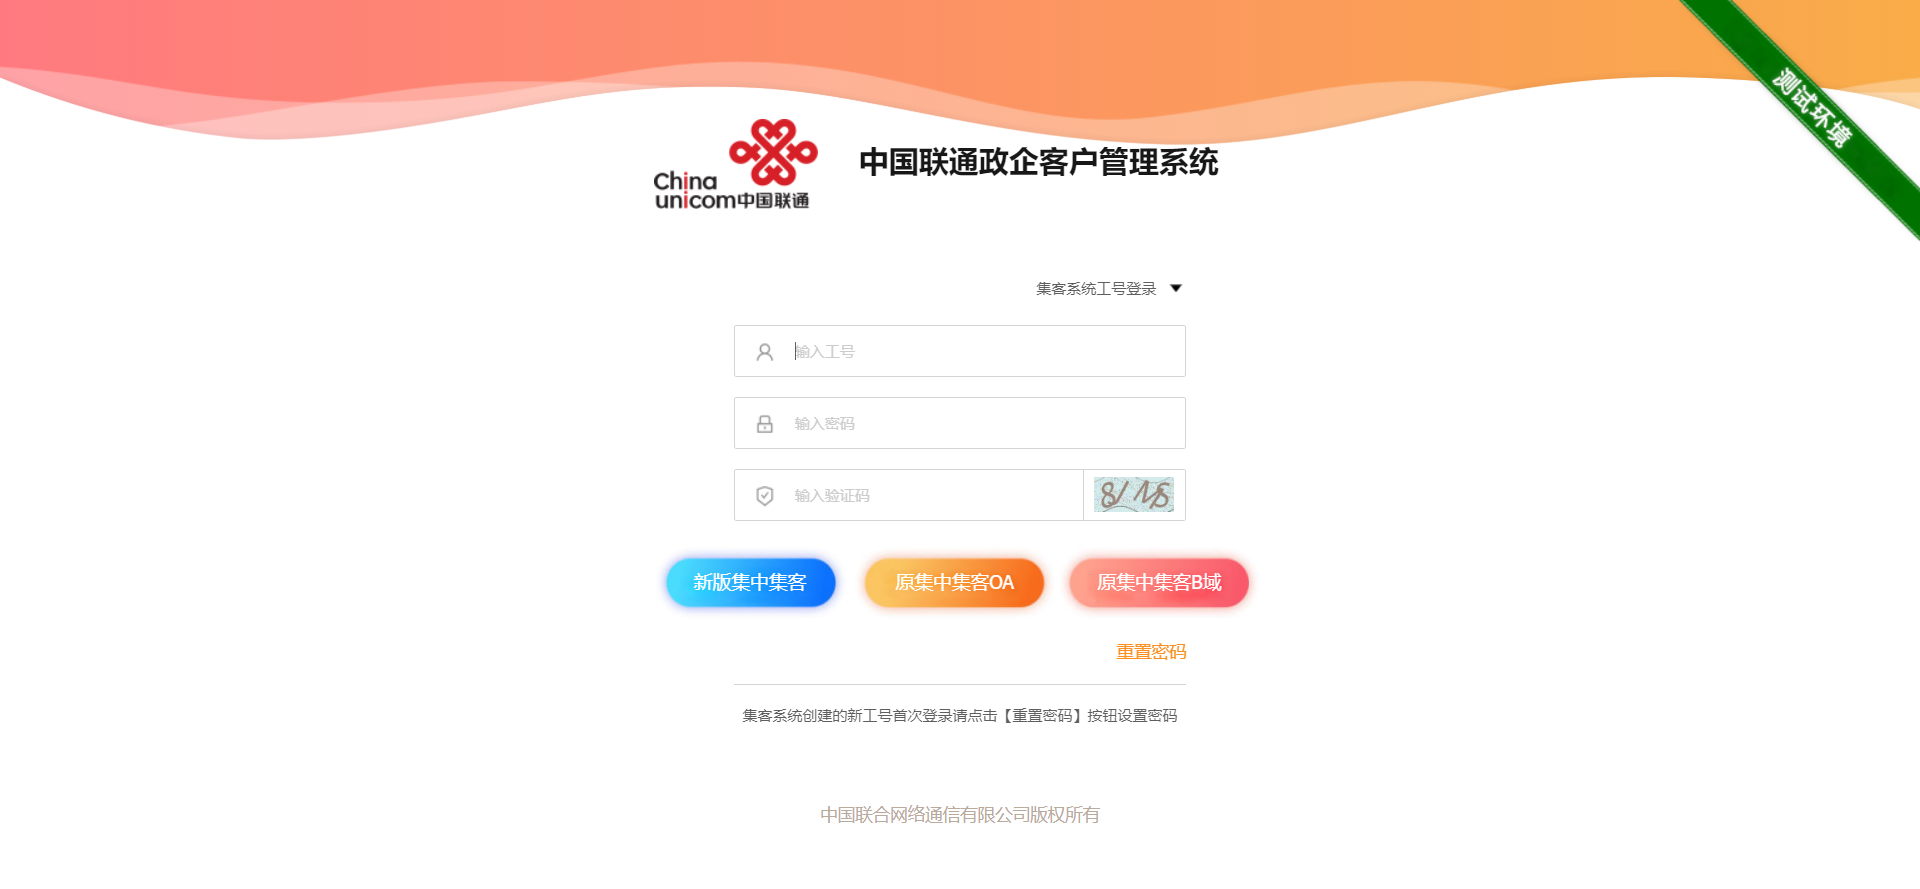 测试环境
China
unicom中国联通
中国联通政企客户管理系统
集客系统工号登录
输入工号
输入密码
输入验证码
新版集中集客
原集中集客OA
原集中集客B域
重置密码
集客系统创建的新工号首次登录请点击【重置密码】按钮设置密码
中国联合网络通信有限公司版权所有